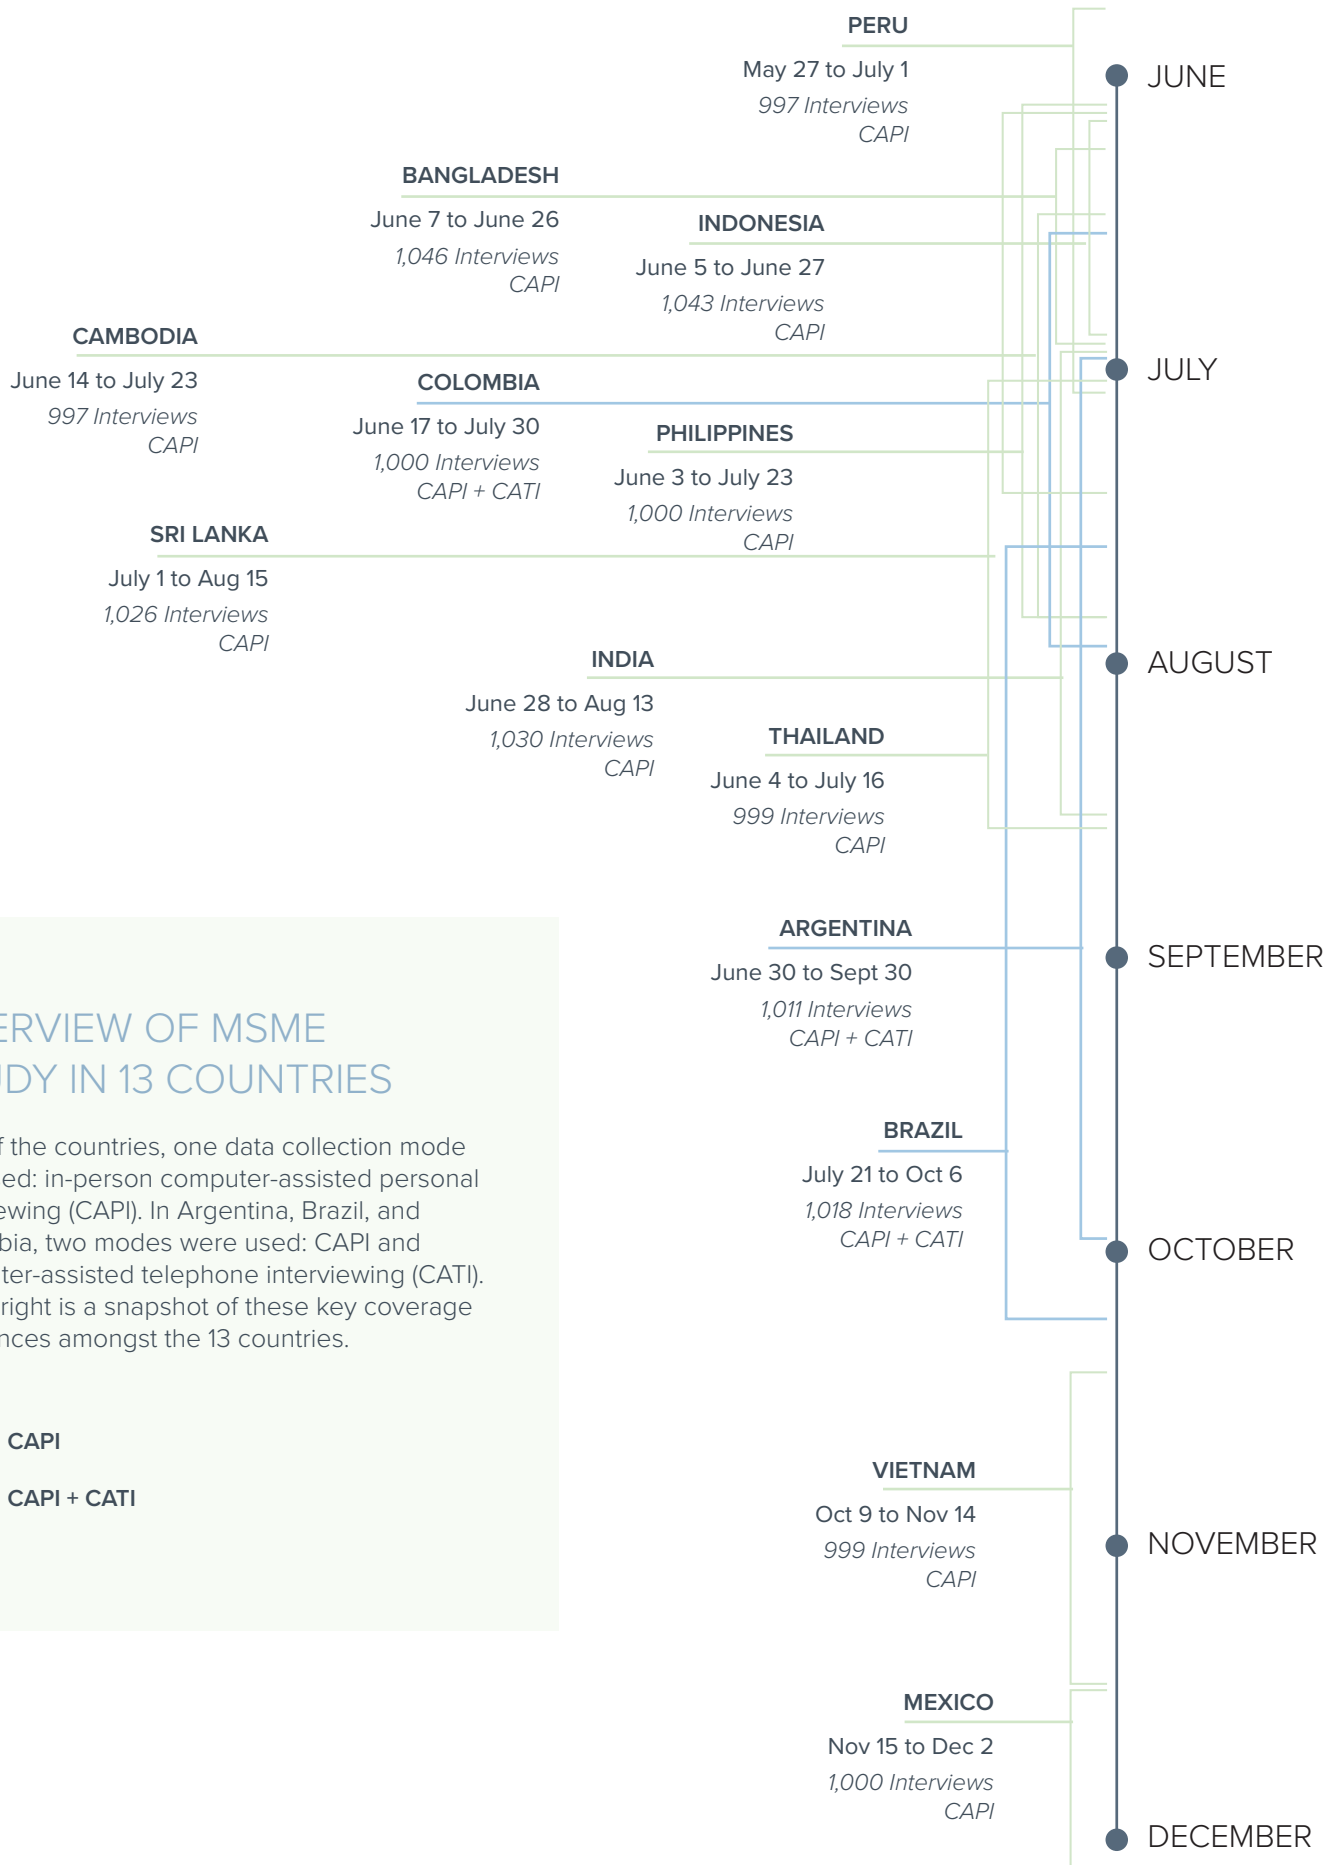 PERU
May 27 to July 1
997 Interviews
CAPI
JUNE
BANGLADESH
June 7 to June 26
1,046 Interviews
CAPI
INDONESIA
June 5 to June 27
1,043 Interviews
CAPI
CAMBODIA
June 14 to July 23
997 Interviews
CAPI
COLOMBIA
June 17 to July 30
1,000 Interviews
CAPI + CATI
JULY
PHILIPPINES
June 3 to July 23
1,000 Interviews
CAPI
SRI LANKA
July 1 to Aug 15
1,026 Interviews
CAPI
INDIA
June 28 to Aug 13
1,030 Interviews
CAPI
AUGUST
THAILAND
June 4 to July 16
999 Interviews
CAPI
ARGENTINA
June 30 to Sept 30
1,011 Interviews
CAPI + CATI
SEPTEMBER
BRAZIL
July 21 to Oct 6
1,018 Interviews
CAPI + CATI
OCTOBER
ERVIEW OF MSME
UDY IN 13 COUNTRIES
f the countries, one data collection mode
ed: in-person computer-assisted personal
ewing (CAPI). In Argentina, Brazil, and
bia, two modes were used: CAPI and
ter-assisted telephone interviewing (CATI).
right is a snapshot of these key coverage
nces amongst the 13 countries.
CAPI
CAPI + CATI
VIETNAM
Oct 9 to Nov 14
999 Interviews
CAPI
NOVEMBER
MEXICO
Nov 15 to Dec 2
1,000 Interviews
CAPI
DECEMBER